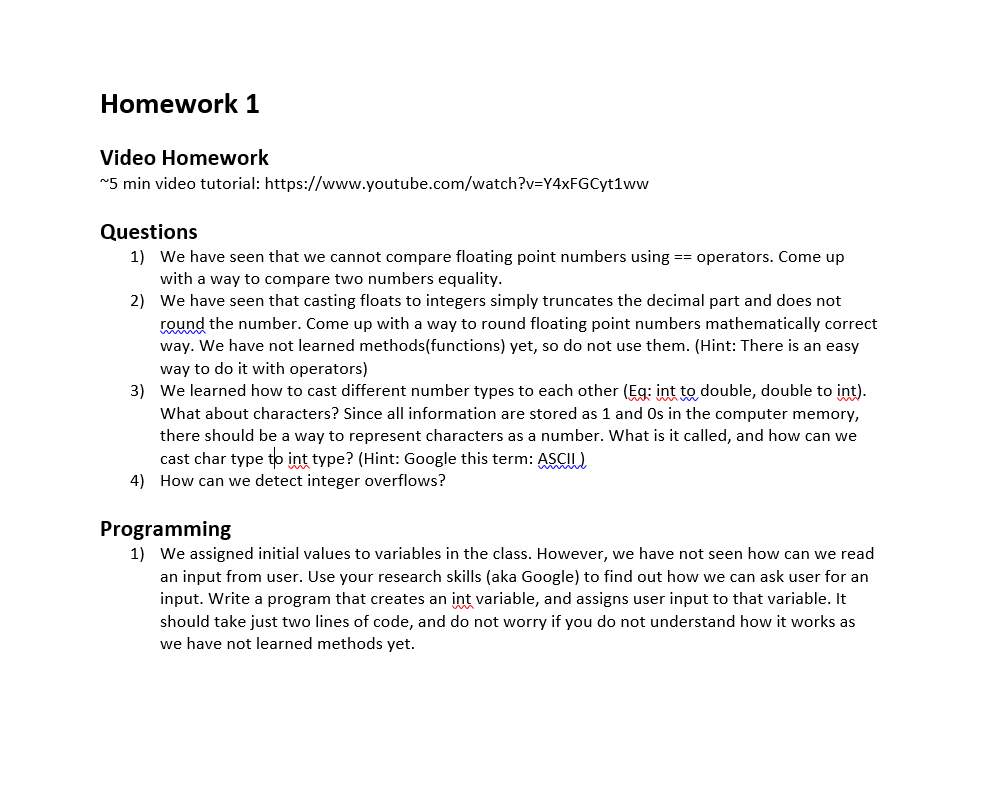 Homework 1
Video Homework
~5 min video tutorial: https://www.youtube.com/watch?v=Y4xFGCyt1ww
Questions
1) We have seen that we cannot compare floating point numbers using == operators. Come up
with a way to compare two numbers equality.
2) We have seen that casting floats to integers simply truncates the decimal part and does not
round the number. Come up with a way to round floating point numbers mathematically correct
way. We have not learned methods(functions) yet, so do not use them. (Hint: There is an easy
way to do it with operators)
3) We learned how to cast different number types to each other (Eq: int to double, double to int).
What about characters? Since all information are stored as 1 and 0s in the computer memory,
there should be a way to represent characters as a number. What is it called, and how can we
cast char type to int type? (Hint: Google this term: ASCII )
4) How can we detect integer overflows?
Programming
1) We assigned initial values to variables in the class. However, we have not seen how can we read
an input from user. Use your research skills (aka Google) to find out how we can ask user for an
input. Write a program that creates an int variable, and assigns user input to that variable. It
should take just two lines of code, and do not worry if you do not understand how it works as
we have not learned methods yet.